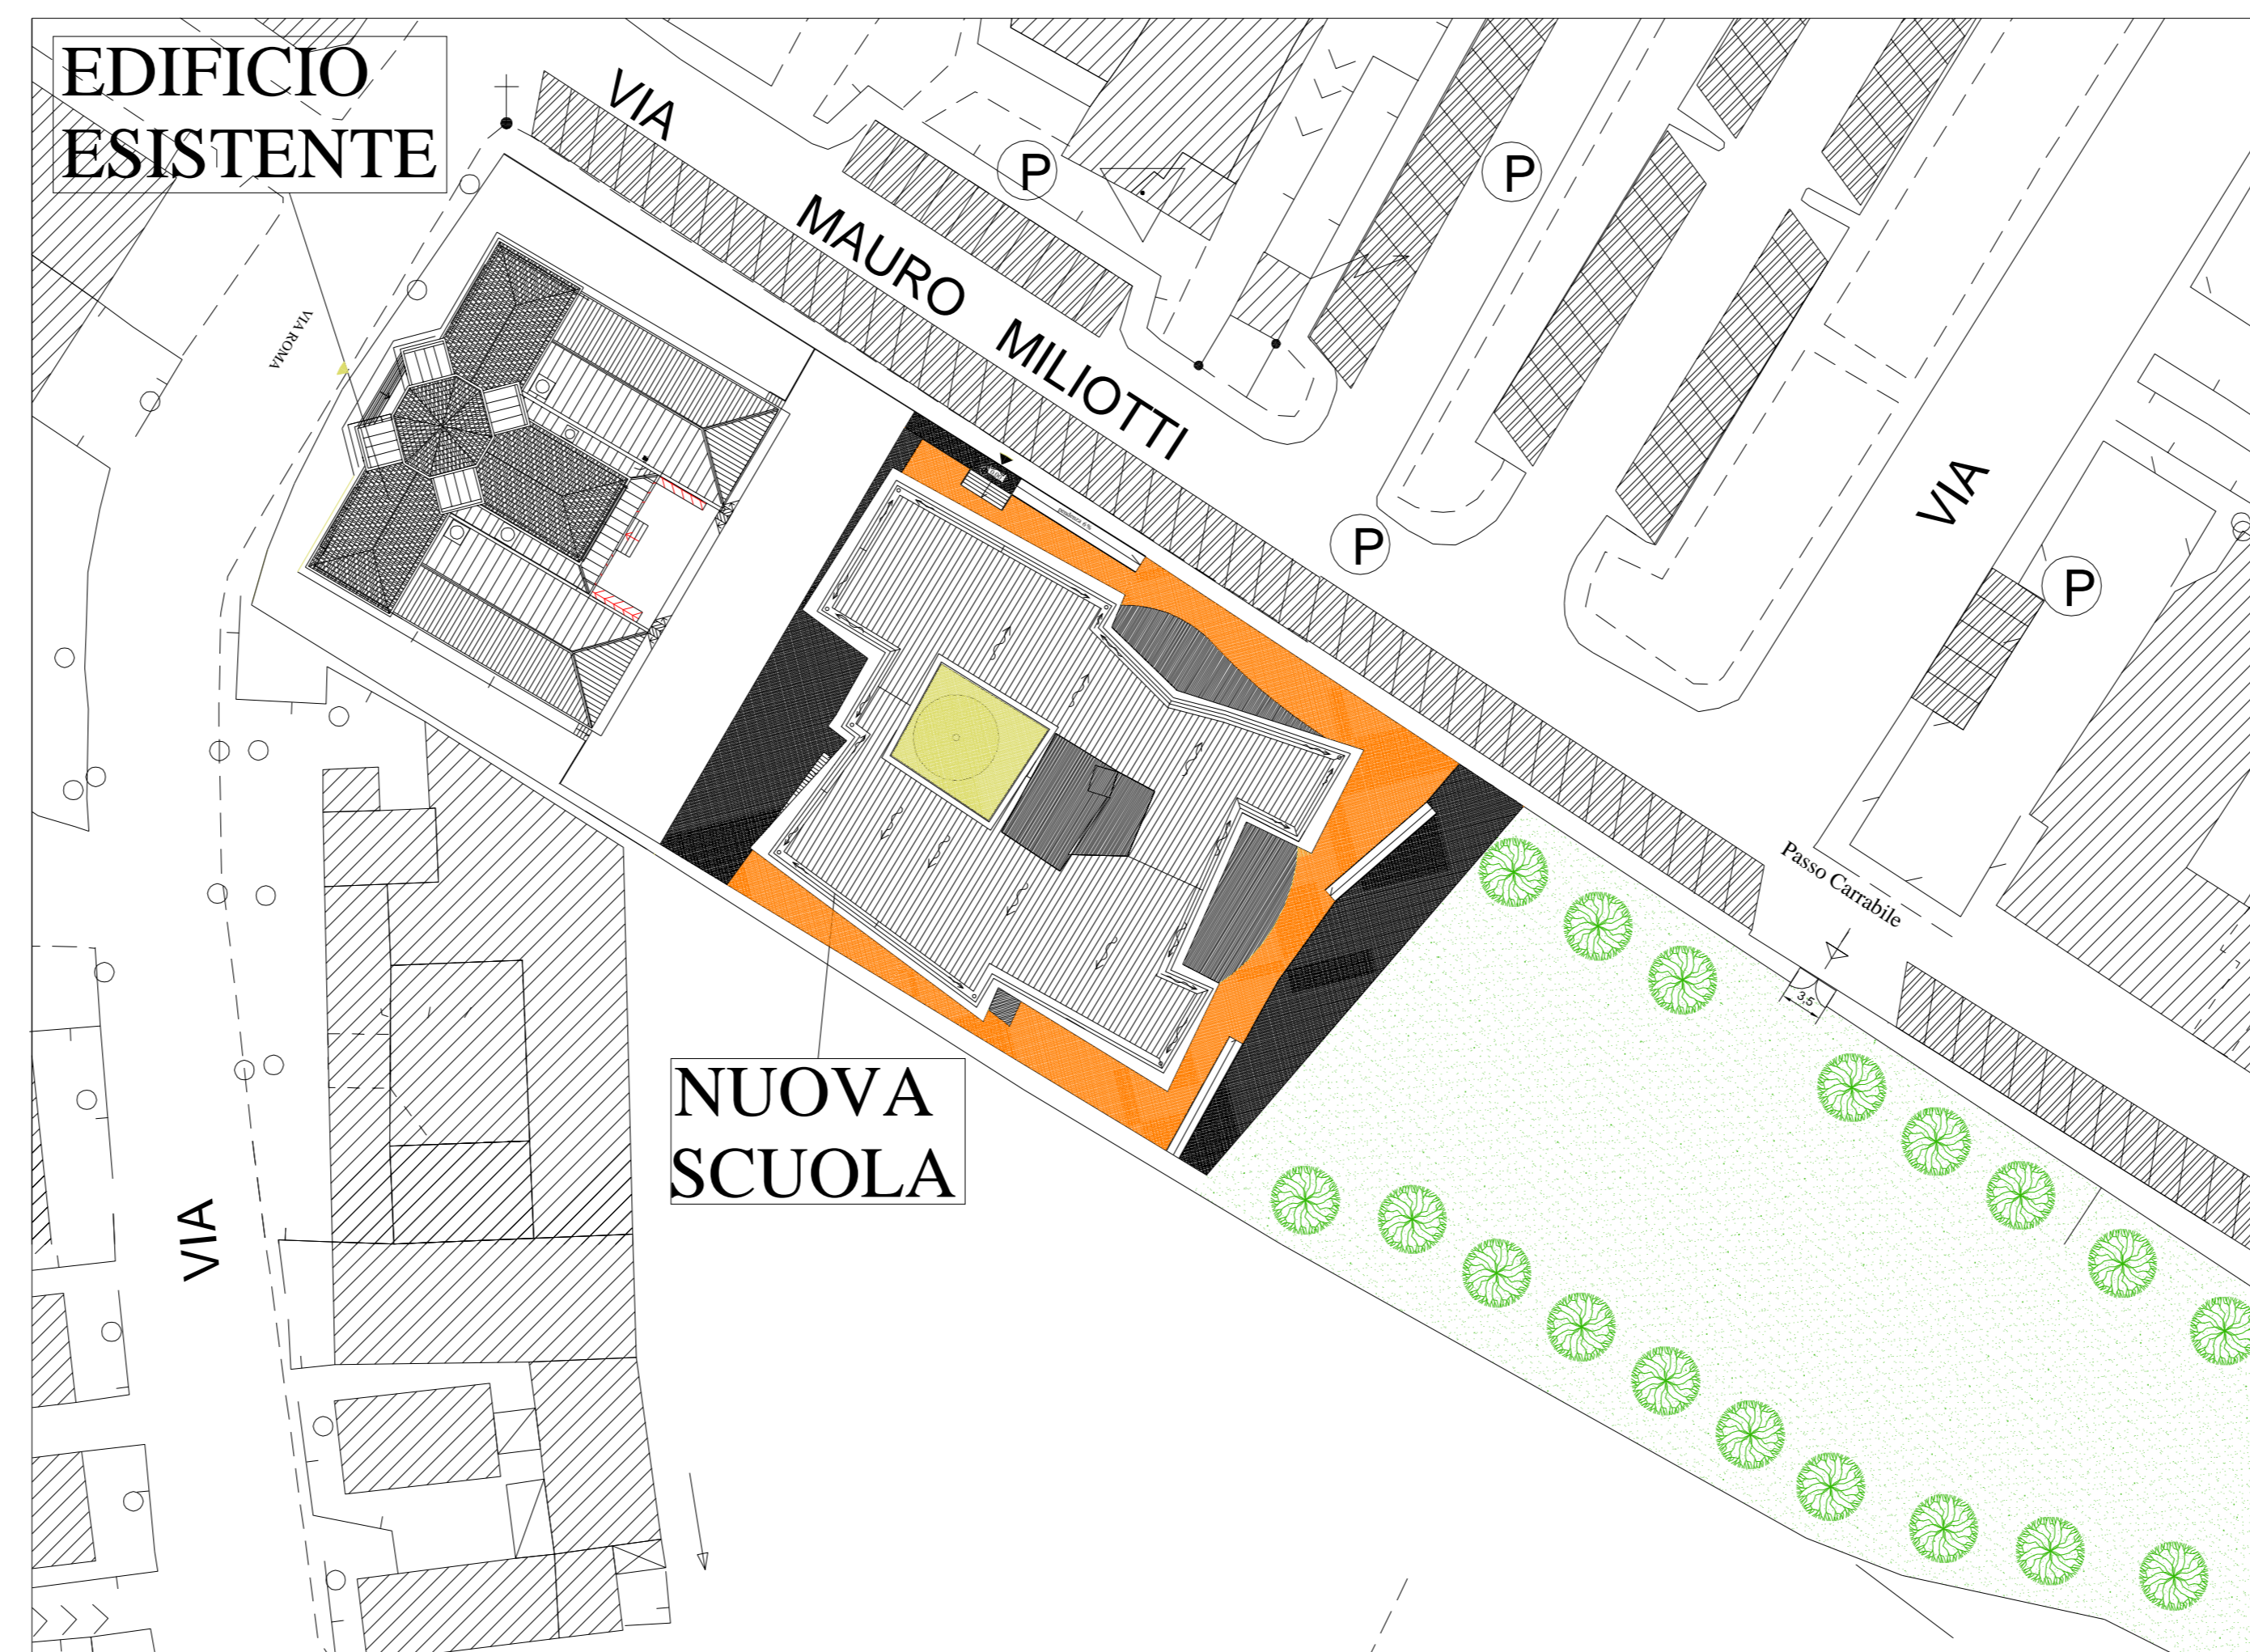 EDIFICIO
ESISTENTE
VIA
MAURO MILIOTTI
P
P
P
P
VIA
VIA ROMA
Passo Carrabile
3,5
NUOVA
SCUOLA
VIA